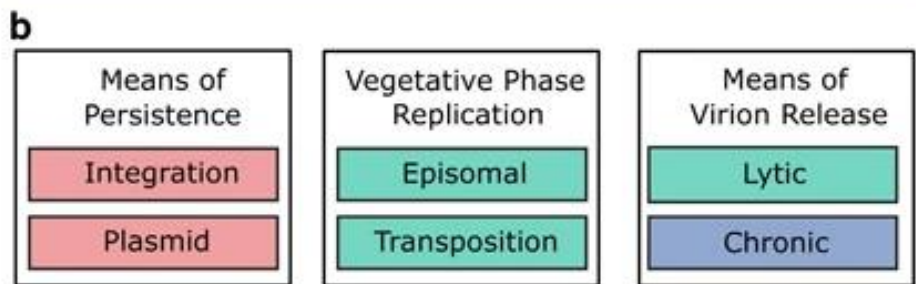 b
Means of
Persistence
Integration
Plasmid
Vegetative Phase
Replication
Episomal
Transposition
Means of
Virion Release
Lytic
Chronic